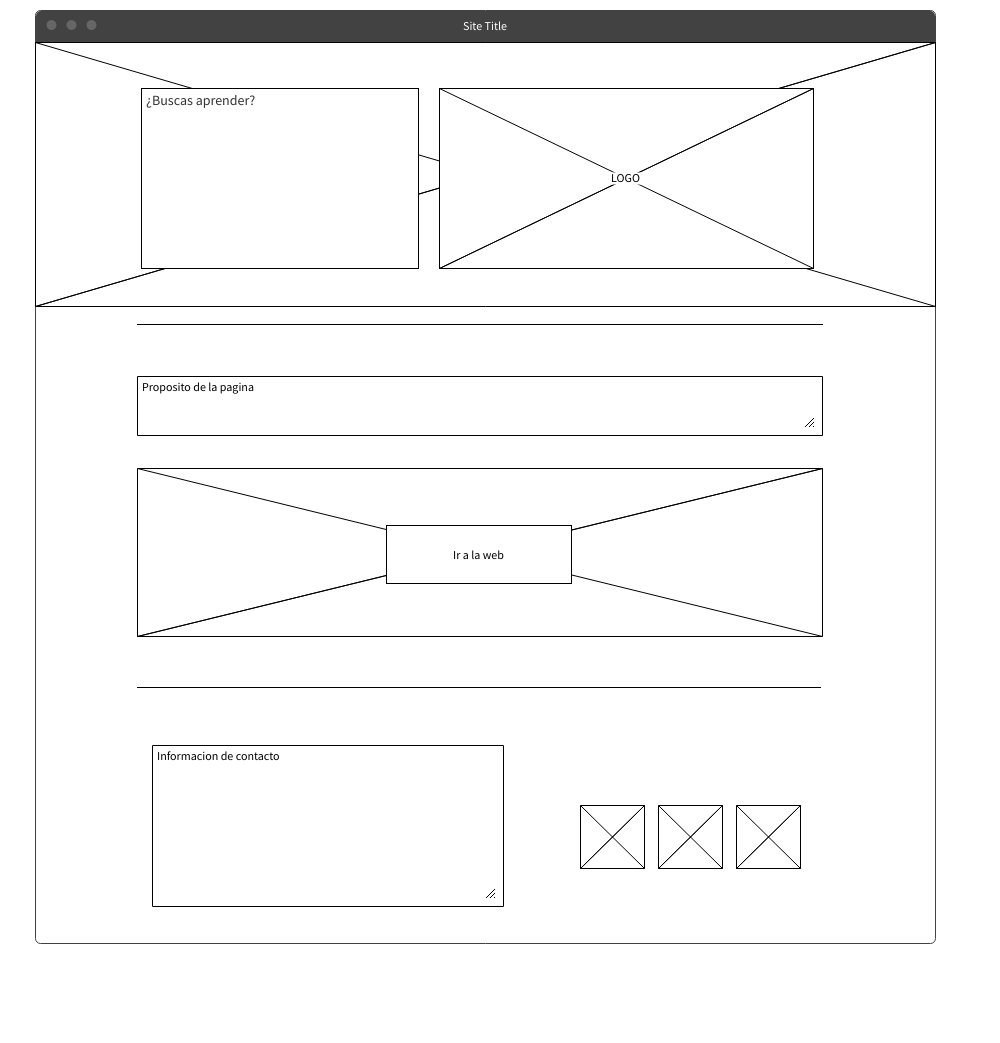 Site Title
¿Buscas aprender?
LOGO
Proposito de la pagina
Ir a la web
Informacion de contacto